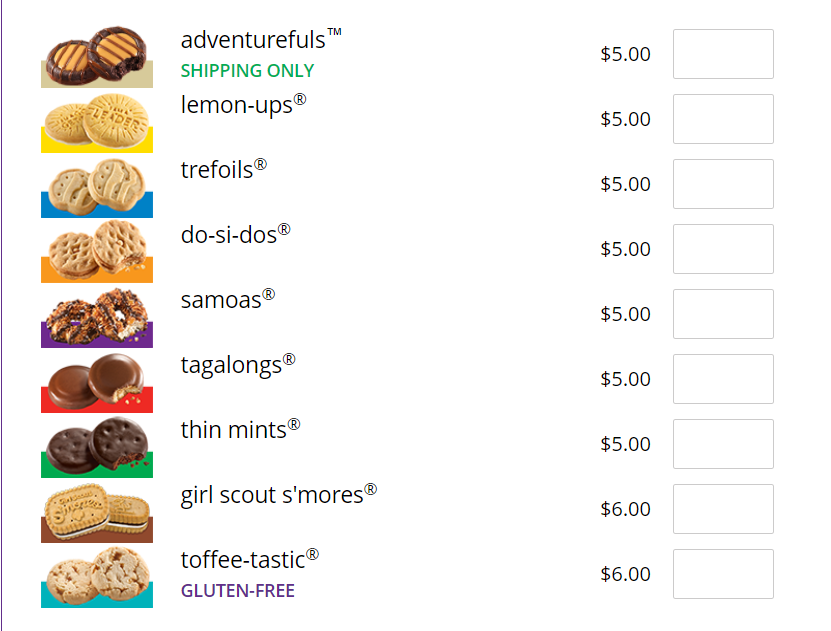 adventurefuls™ $5.00
SHIPPING ONLY
lemon-ups® $5.00
trefoils® $5.00
do-si-dos® $5.00
samoas® $5.00
tagalongs® $5.00
thin mints® $5.00
girl scout s'mores® $6.00
toffee-tastic® $6.00
GLUTEN-FREE